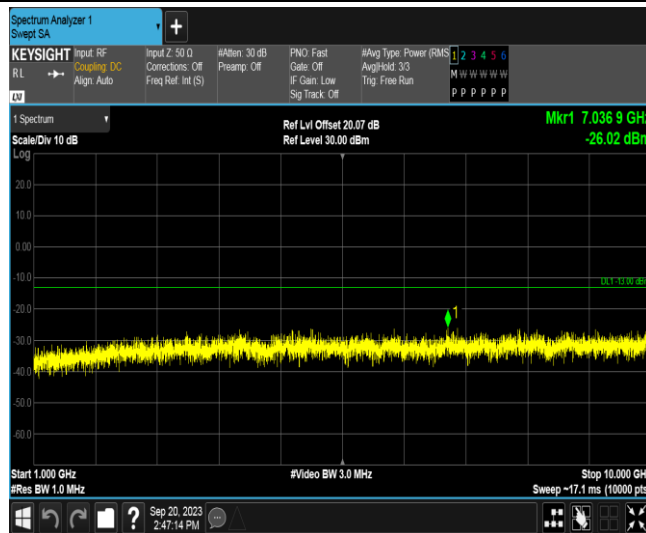 Spectrum Analyzer 1
Swept SA
+
KEYSIGHT
RL
LXI
Input: RF
Coupling: DC
Align: Auto
Input Z: 50 Ω
Corrections: Off
Freq Ref: Int (S)
#Atten: 30 dB
Preamp: Off
PNO: Fast
Gate: Off
IF Gain: Low
Sig Track: Off
#Avg Type: Power (RMS
Avg|Hold: 3/3
Trig: Free Run
1 2 3 4 5 6
M W W W W W
P P P P P P
1 Spectrum
Scale/Div 10 dB
Log
Ref Lvl Offset 20.07 dB
Ref Level 30.00 dBm
Mkr1 7.036 9 GHz
-26.02 dBm
20.0
10.0
0.00
-10.0
-20.0
-30.0
-40.0
-50.0
-60.0
DL1 -13.00 dBm
1
Start 1.000 GHz
#Res BW 1.0 MHz
#Video BW 3.0 MHz
Stop 10.000 GHz
Sweep ~17.1 ms (10000 pts
?
Sep 20, 2023
2:47:14 PM